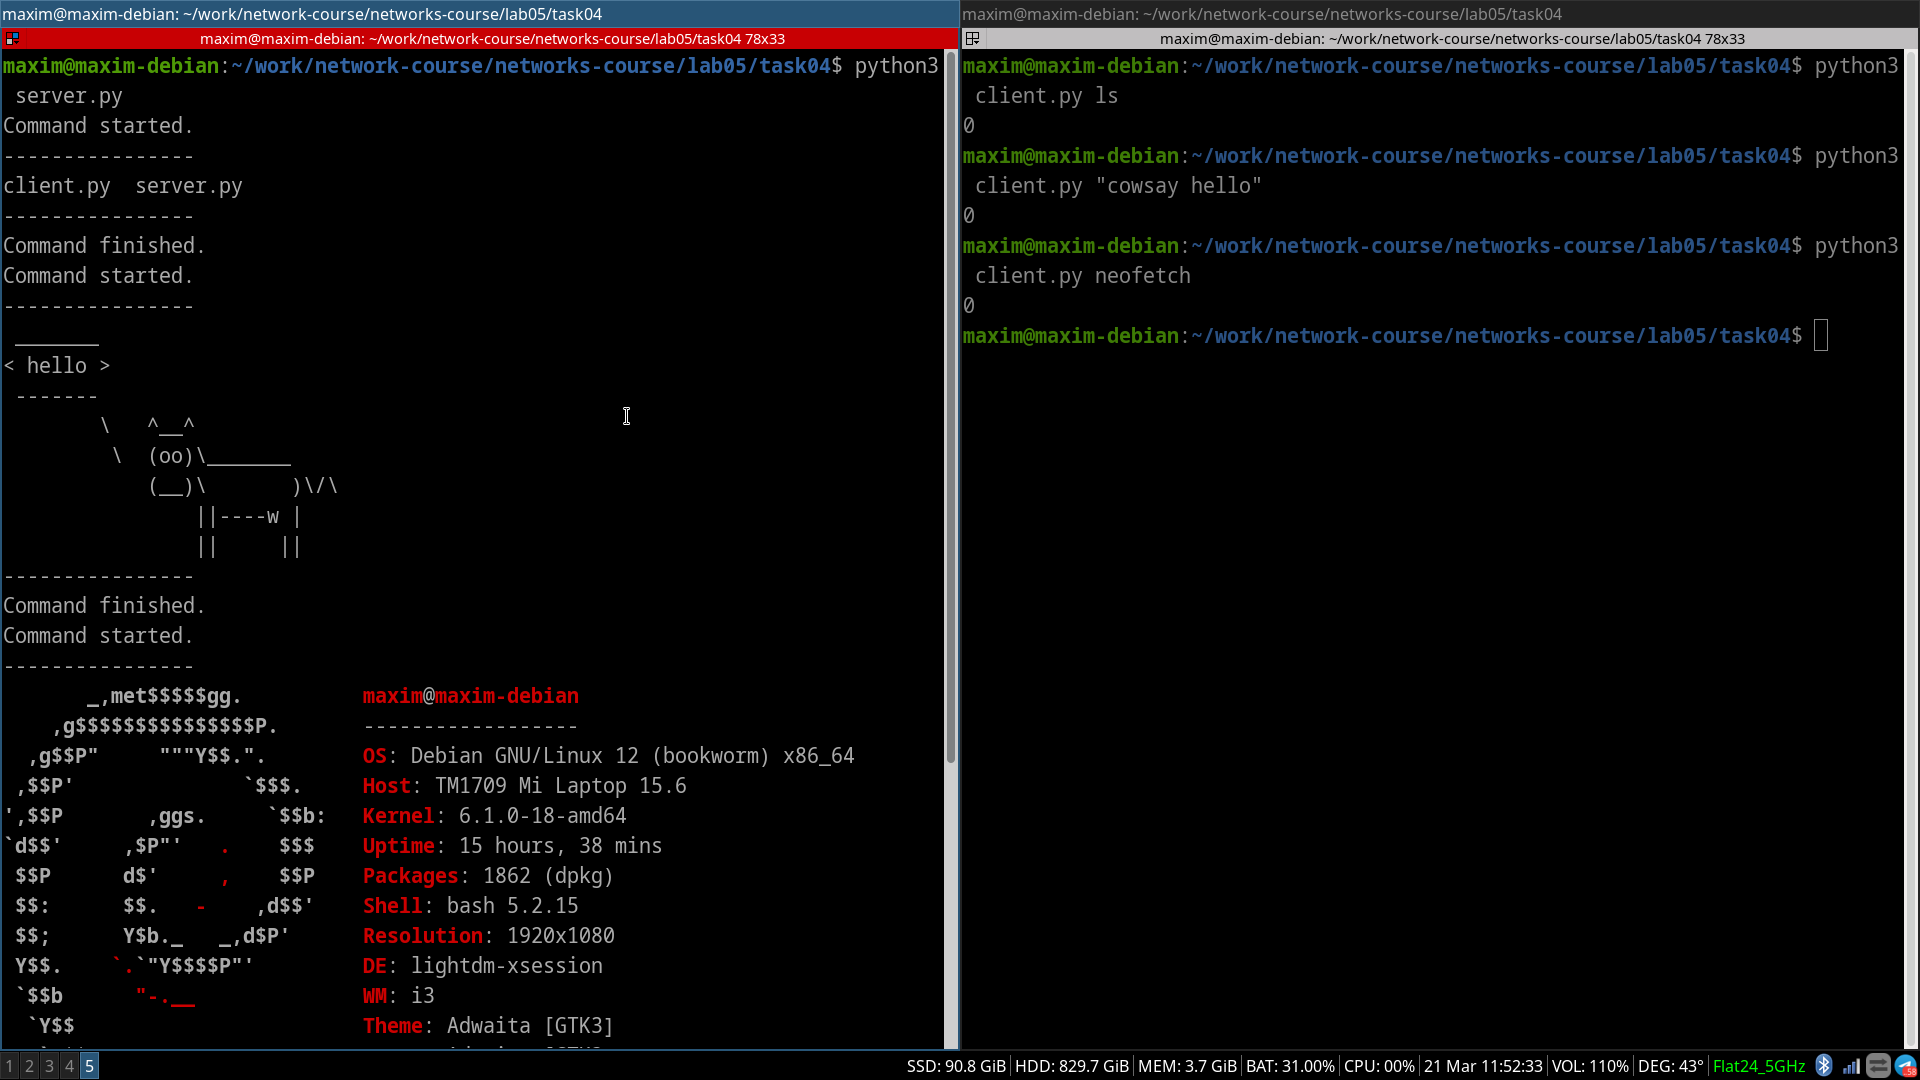 maxim@maxim-debian: ~/work/network-course/networks-course/lab05/task04
maxim@maxim-debian: ~/work/network-course/networks-course/lab05/task04 78x33
maxim@maxim-debian:~/work/network-course/networks-course/lab05/task04$ python3
 server.py
Command started.
----------------
client.py  server.py
----------------
Command finished.
Command started.
----------------
 _______
< hello >
 -------
        \   ^__^
         \  (oo)\_______
            (__)\       )\/\
                ||----w |
                ||     ||
----------------
Command finished.
Command started.
----------------
       _,met$$$$$gg.          maxim@maxim-debian
    ,g$$$$$$$$$$$$$$$P.       ------------------
  ,g$$P"     """Y$$.".        OS: Debian GNU/Linux 12 (bookworm) x86_64
 ,$$P'              `$$$.     Host: TM1709 Mi Laptop 15.6
',$$P       ,ggs.     `$$b:   Kernel: 6.1.0-18-amd64
`d$$'     ,$P"'   .    $$$    Uptime: 15 hours, 38 mins
 $$P      d$'     ,    $$P    Packages: 1862 (dpkg)
 $$:      $$.   -    ,d$$'    Shell: bash 5.2.15
 $$;      Y$b._   _,d$P'      Resolution: 1920x1080
 Y$$.    `.`"Y$$$$P"'         DE: lightdm-xsession
 `$$b      "-.__              WM: i3
  `Y$$                        Theme: Adwaita [GTK3]
maxim@maxim-debian: ~/work/network-course/networks-course/lab05/task04
maxim@maxim-debian: ~/work/network-course/networks-course/lab05/task04 78x33
maxim@maxim-debian:~/work/network-course/networks-course/lab05/task04$ python3
 client.py ls
0
maxim@maxim-debian:~/work/network-course/networks-course/lab05/task04$ python3
 client.py "cowsay hello"
0
maxim@maxim-debian:~/work/network-course/networks-course/lab05/task04$ python3
 client.py neofetch
0
maxim@maxim-debian:~/work/network-course/networks-course/lab05/task04$
1 2 3 4 5 SSD: 90.8 GiB HDD: 829.7 GiB MEM: 3.7 GiB BAT: 31.00% CPU: 00% 21 Mar 11:52:33 VOL: 110% DEG: 43° Flat24_5GHz